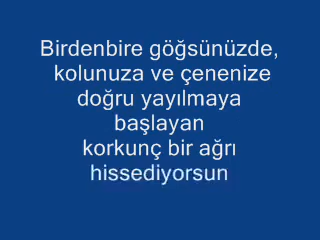 Birdenbire göğsünüzde,
kolunuza ve çenenize
doğru yayılmaya
başlayan
korkunç bir ağrı
hissediyorsun